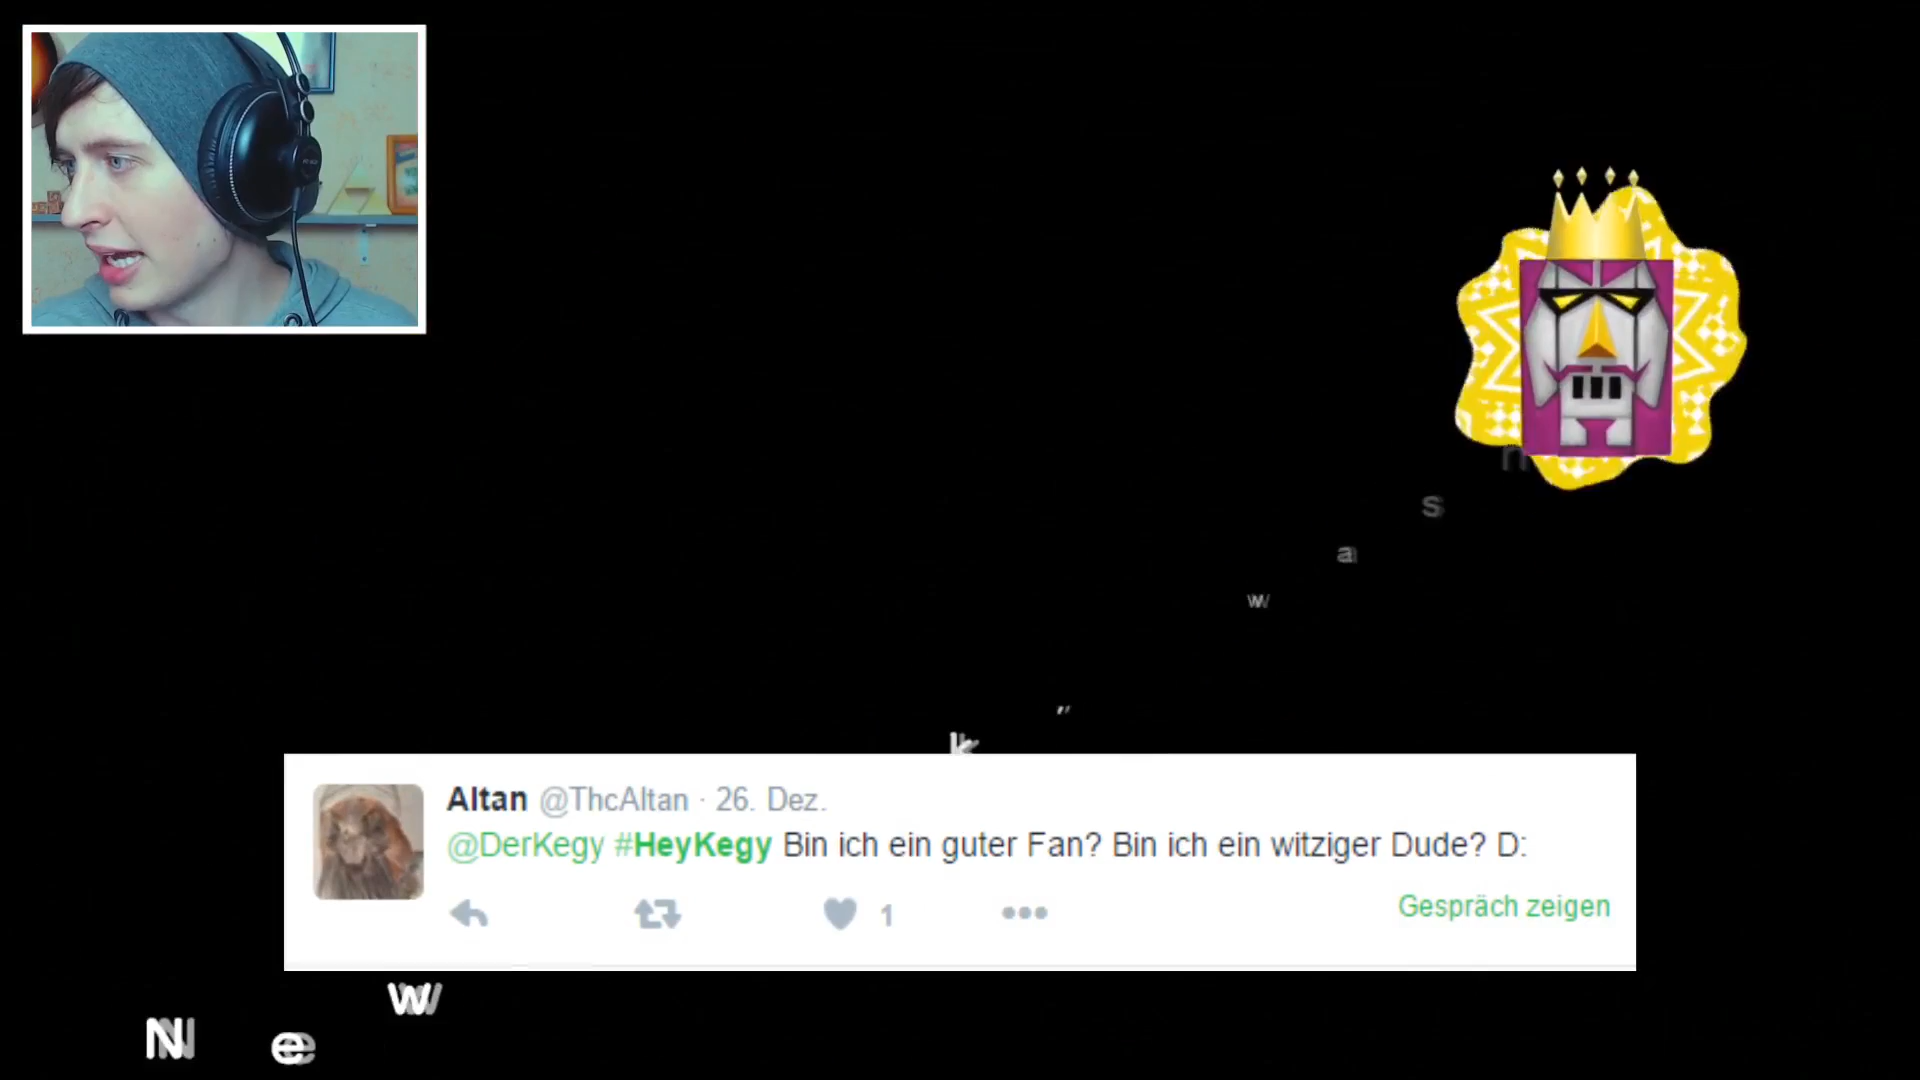 n
s
a
w
"
k
Altan @ThcAltan · 26. Dez.
@DerKegy #HeyKegy Bin ich ein guter Fan? Bin ich ein witziger Dude? D:
1
Gespräch zeigen
w
N e